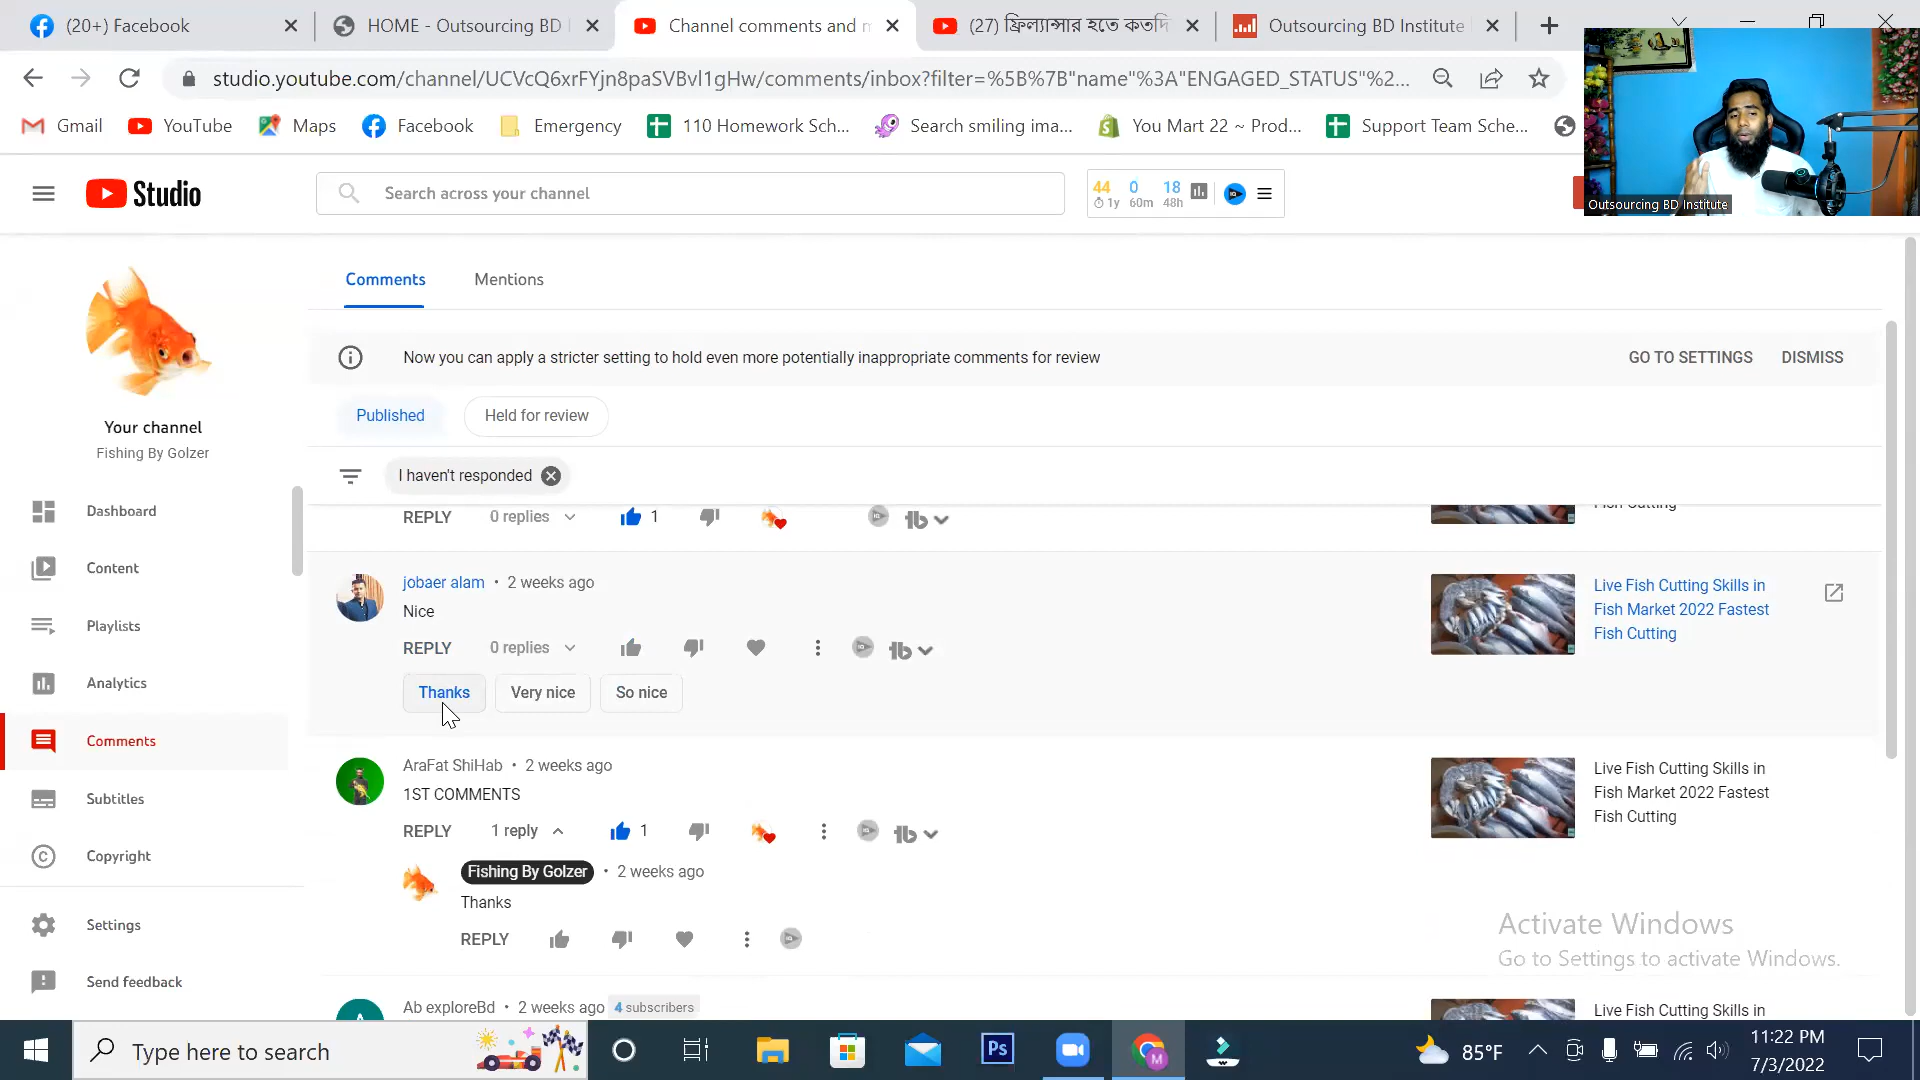 (20+) Facebook
HOME - Outsourcing BD
Channel comments and m
(27) ফ্রিল্যান্সার হতে কতদি
Outsourcing BD Institute
studio.youtube.com/channel/UCVcQ6xrFYjn8paSVBvl1gHw/comments/inbox?filter=%5B%7B"name"%3A"ENGAGED_STATUS"%2...
Gmail
YouTube
Maps
Facebook
Emergency
110 Homework Sch...
Search smiling ima...
You Mart 22 ~ Prod...
Support Team Sche...
Outsourcing BD Institute
Studio
Search across your channel
44 0 18
1y 60m 48h
Your channel
Fishing By Golzer
Dashboard
Content
Playlists
Analytics
Comments
Subtitles
Copyright
Settings
Send feedback
Comments
Mentions
Now you can apply a stricter setting to hold even more potentially inappropriate comments for review
GO TO SETTINGS
DISMISS
Published
Held for review
I haven't responded
REPLY 0 replies 1
Fish Cutting
jobaer alam • 2 weeks ago
Nice
REPLY 0 replies
Thanks
Very nice
So nice
Live Fish Cutting Skills in
Fish Market 2022 Fastest
Fish Cutting
AraFat ShiHab • 2 weeks ago
1ST COMMENTS
REPLY 1 reply 1
Live Fish Cutting Skills in
Fish Market 2022 Fastest
Fish Cutting
Fishing By Golzer • 2 weeks ago
Thanks
REPLY
Ab exploreBd • 2 weeks ago 4 subscribers
Live Fish Cutting Skills in
Activate Windows
Go to Settings to activate Windows.
Type here to search
Ps
85°F
11:22 PM
7/3/2022